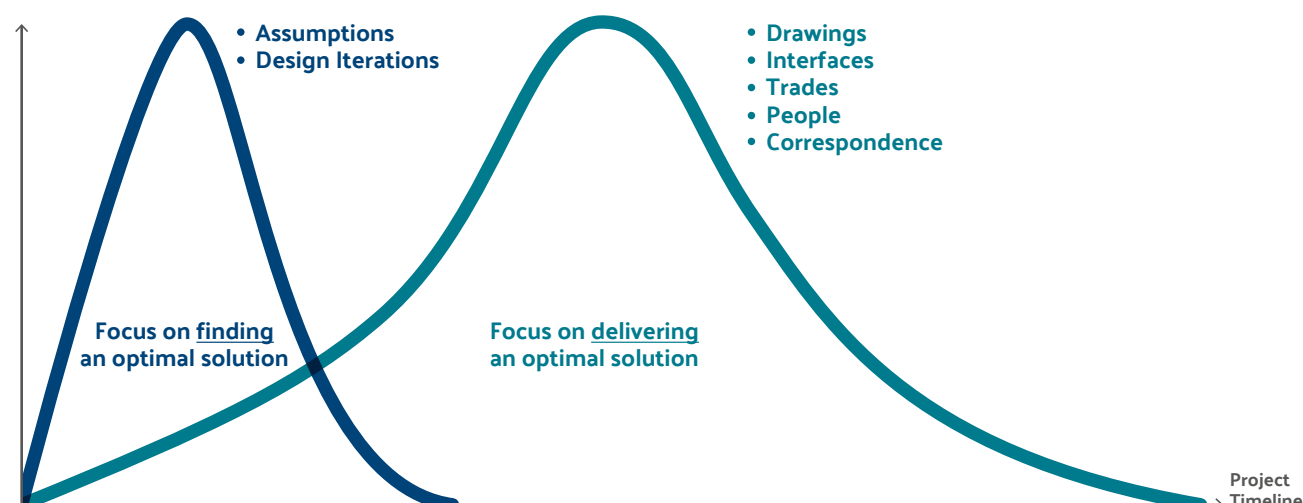 • Assumptions
• Design Iterations
• Drawings
• Interfaces
• Trades
• People
• Correspondence
Focus on finding
an optimal solution
Focus on delivering
an optimal solution
Project
Timeline